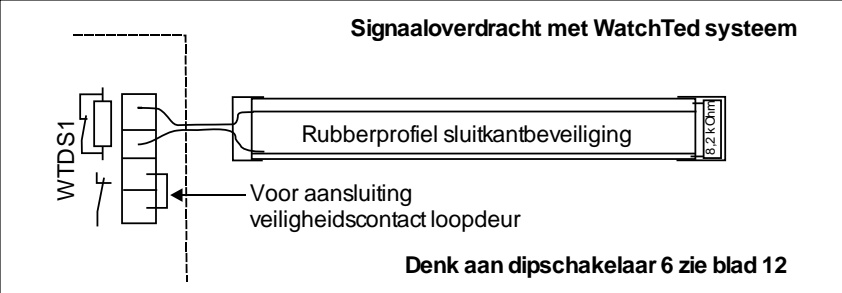 Signaaloverdracht met WatchTed systeem
WTDS1
Rubberprofiel sluitkantbeveiliging
8,2 kOhm
Voor aansluiting
veiligheidscontact loopdeur
Denk aan dipschakelaar 6 zie blad 12